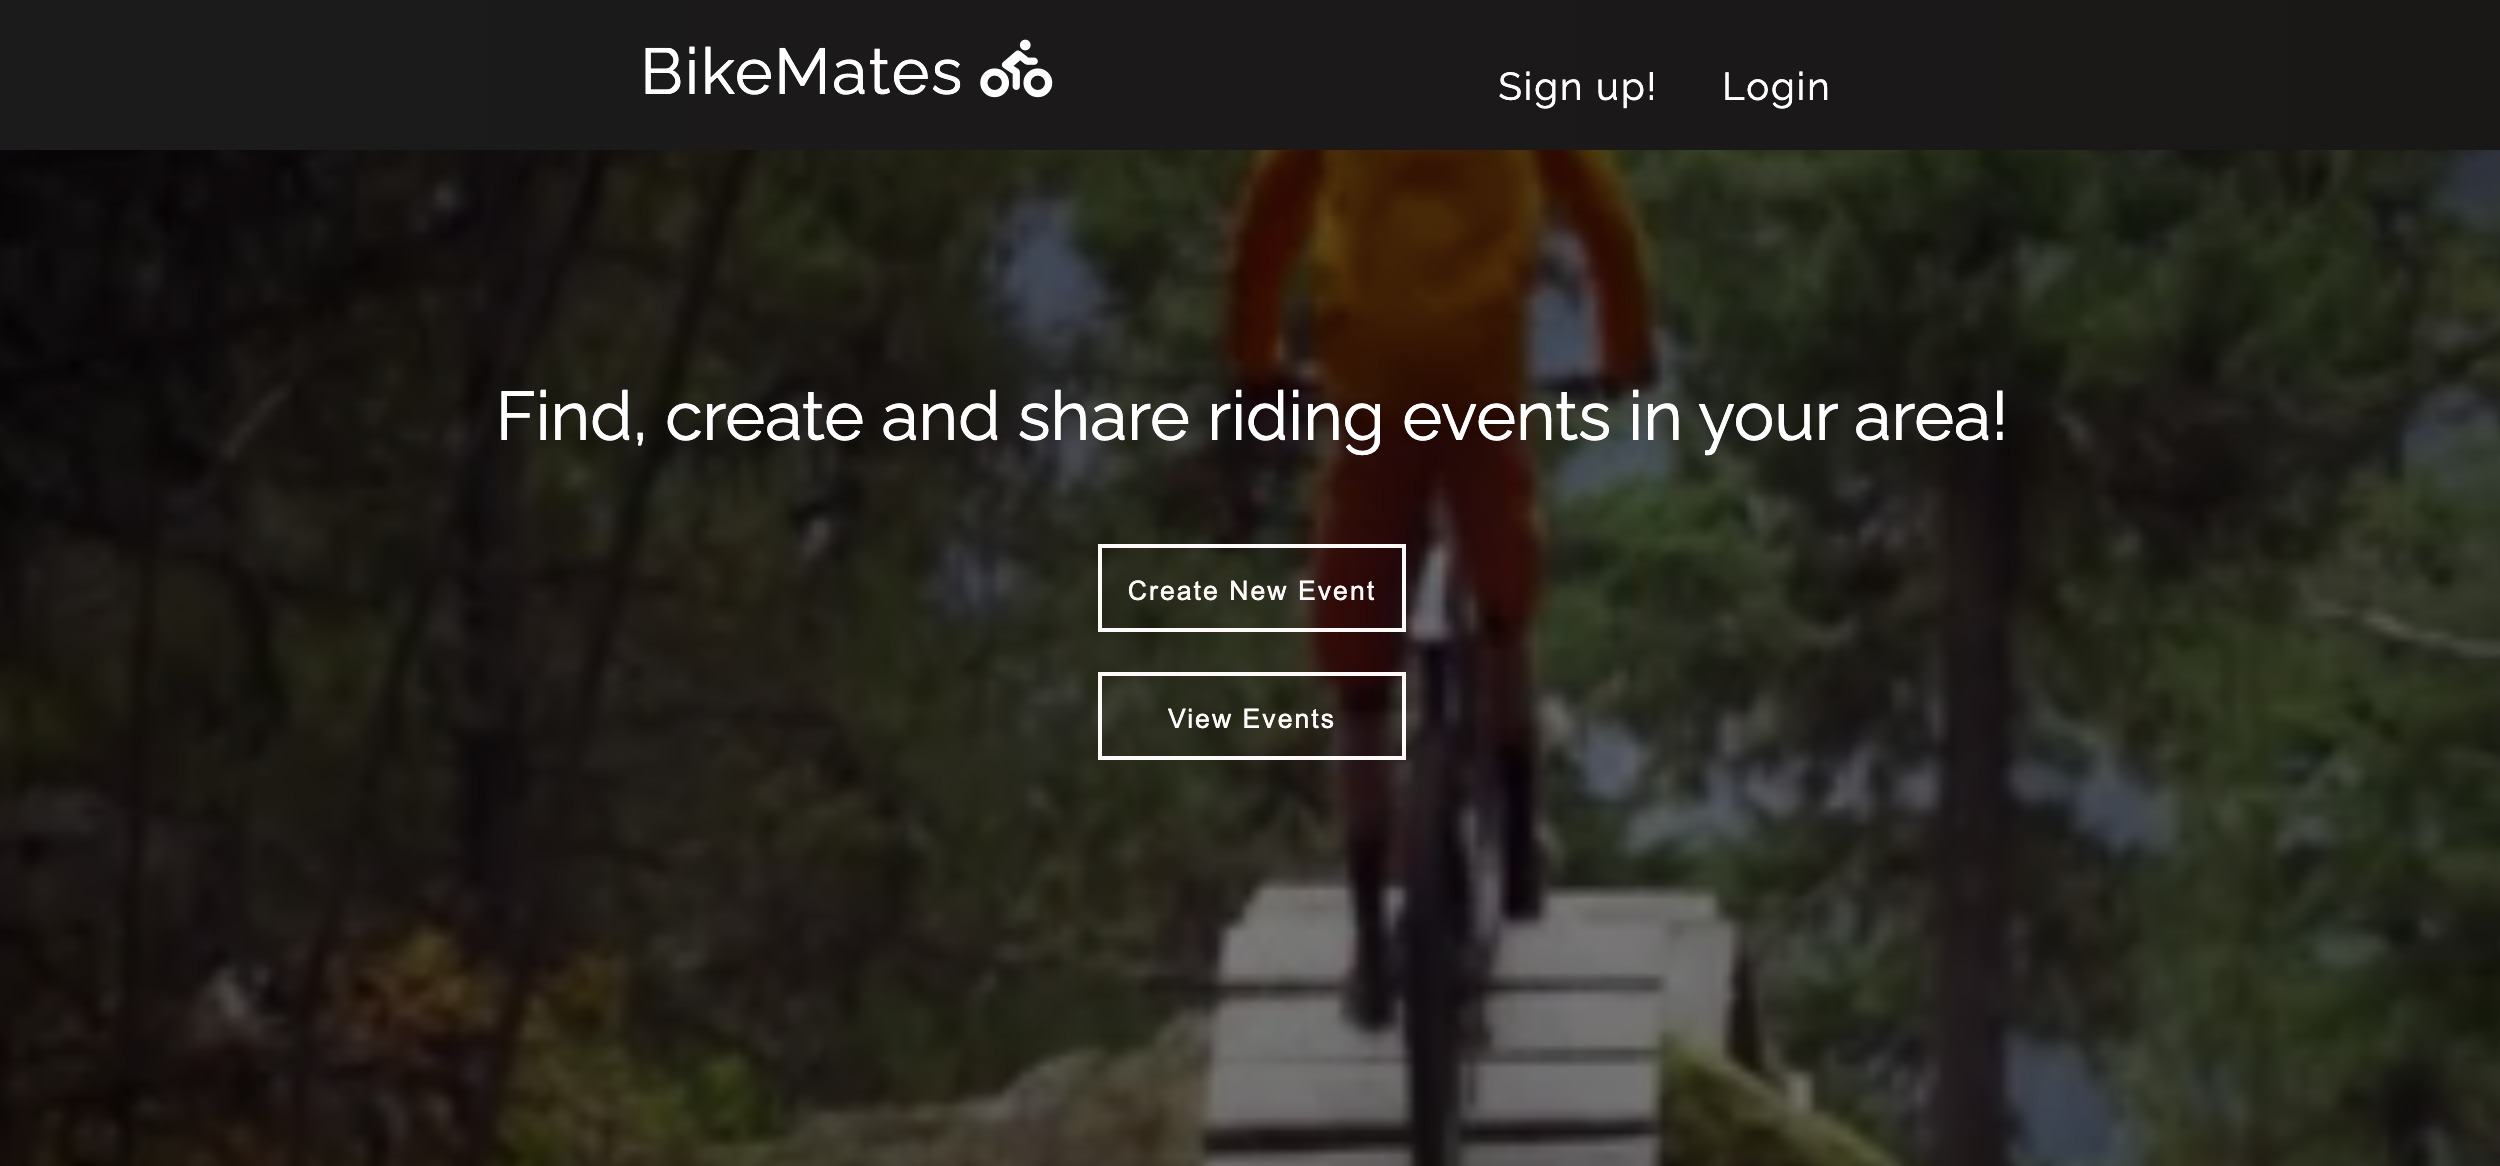 BikeMates
Sign up! Login
Find, create and share riding events in your area!
Create New Event
View Events